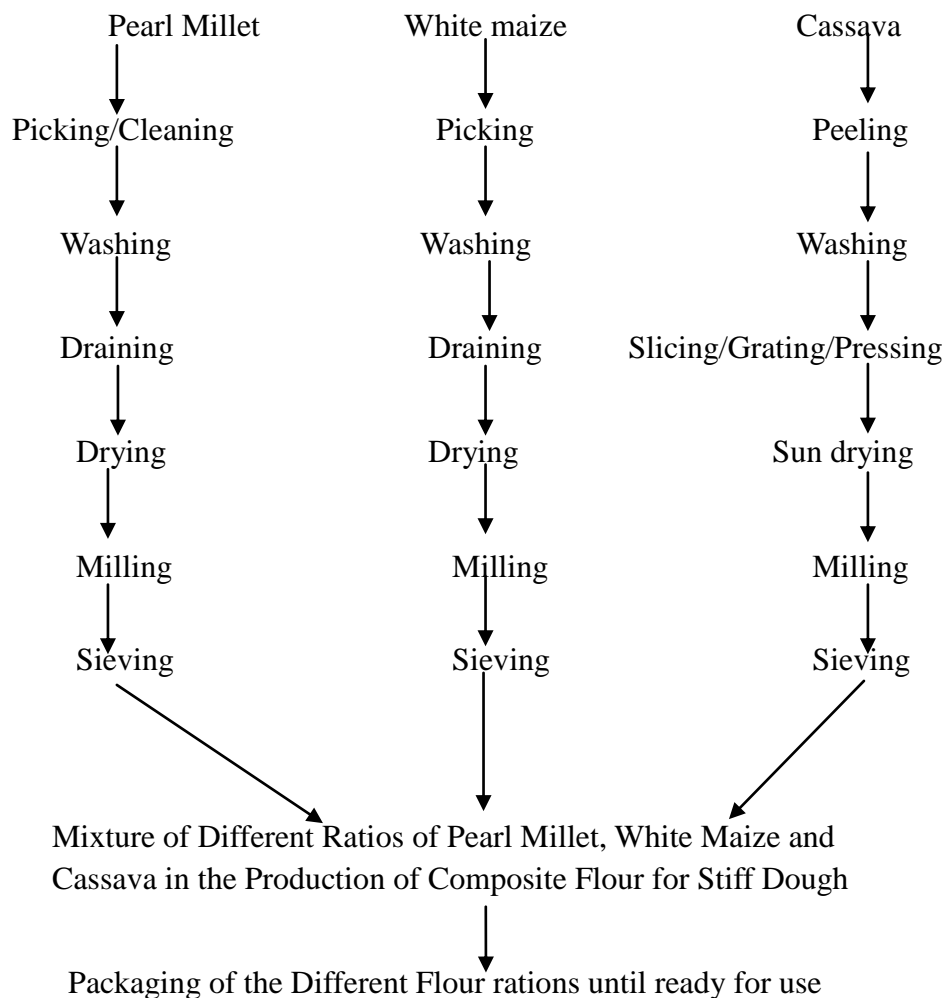 Pearl Millet White maize Cassava
Picking/Cleaning Picking Peeling
Washing Washing Washing
Draining Draining Slicing/Grating/Pressing
Drying Drying Sun drying
Milling Milling Milling
Sieving Sieving Sieving
Mixture of Different Ratios of Pearl Millet, White Maize and
Cassava in the Production of Composite Flour for Stiff Dough
Packaging of the Different Flour rations until ready for use